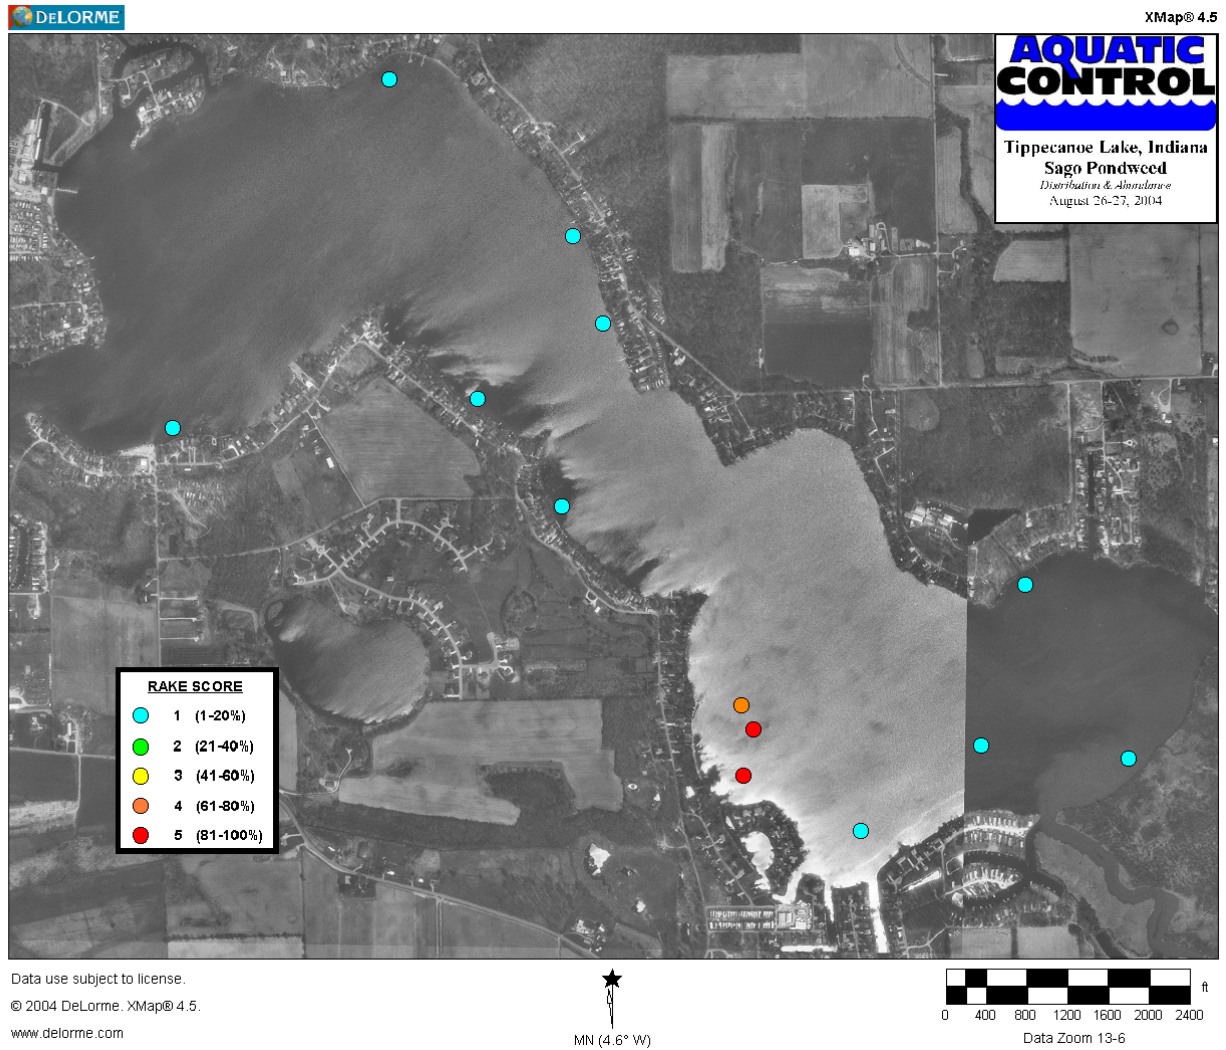 DELORME
XMap® 4.5
AQUATIC
CONTROL
Tippecanoe Lake, Indiana
Sago Pondweed
Distribution & Abundance
August 26-27, 2004
RAKE SCORE
1 (1-20%)
2 (21-40%)
3 (41-60%)
4 (61-80%)
5 (81-100%)
Data use subject to license.
© 2004 DeLorme. XMap® 4.5.
www.delorme.com
MN (4.6° W)
ft
0 400 800 1200 1600 2000 2400
Data Zoom 13-6